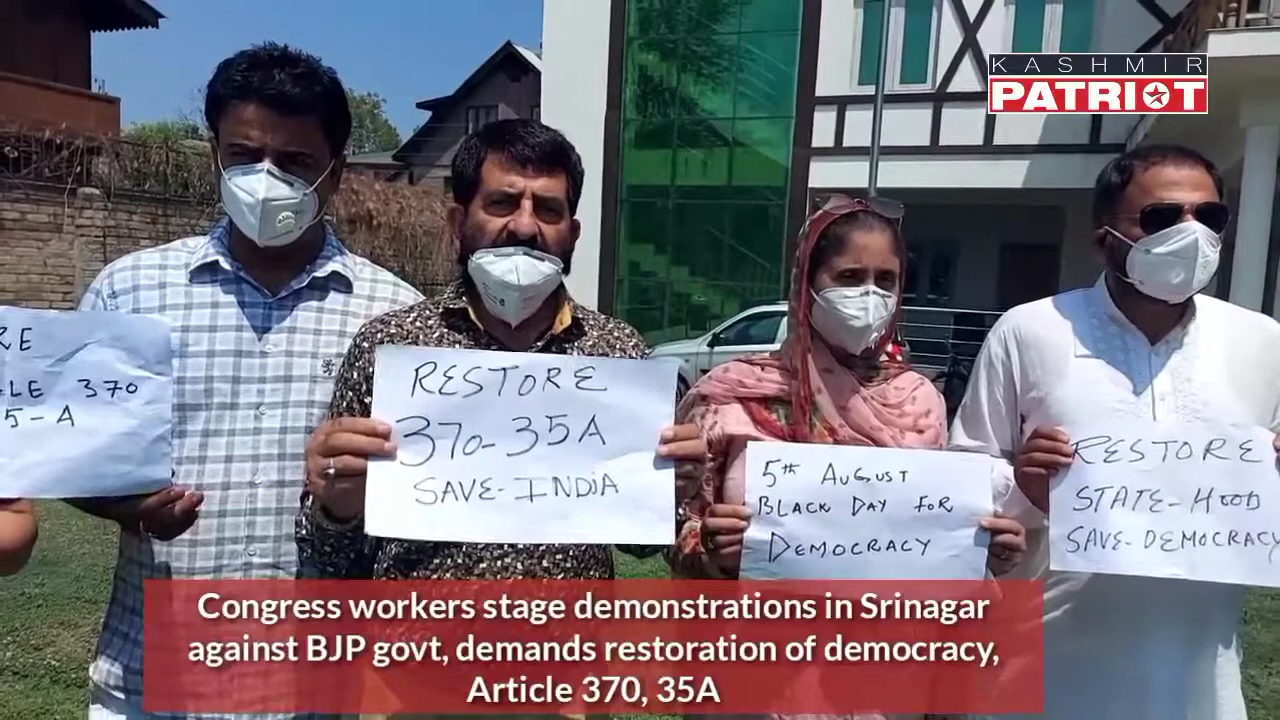 KASHMIR
PATRIOT
RE
LE 370
5-A
RESTORE
370-35A
SAVE-INDIA
5th AUGUST
BLACK DAY FOR
DEMOCRACY
RESTORE
STATE-HOOD
SAVE-DEMOCRACY
Congress workers stage demonstrations in Srinagar
against BJP govt, demands restoration of democracy,
Article 370, 35A